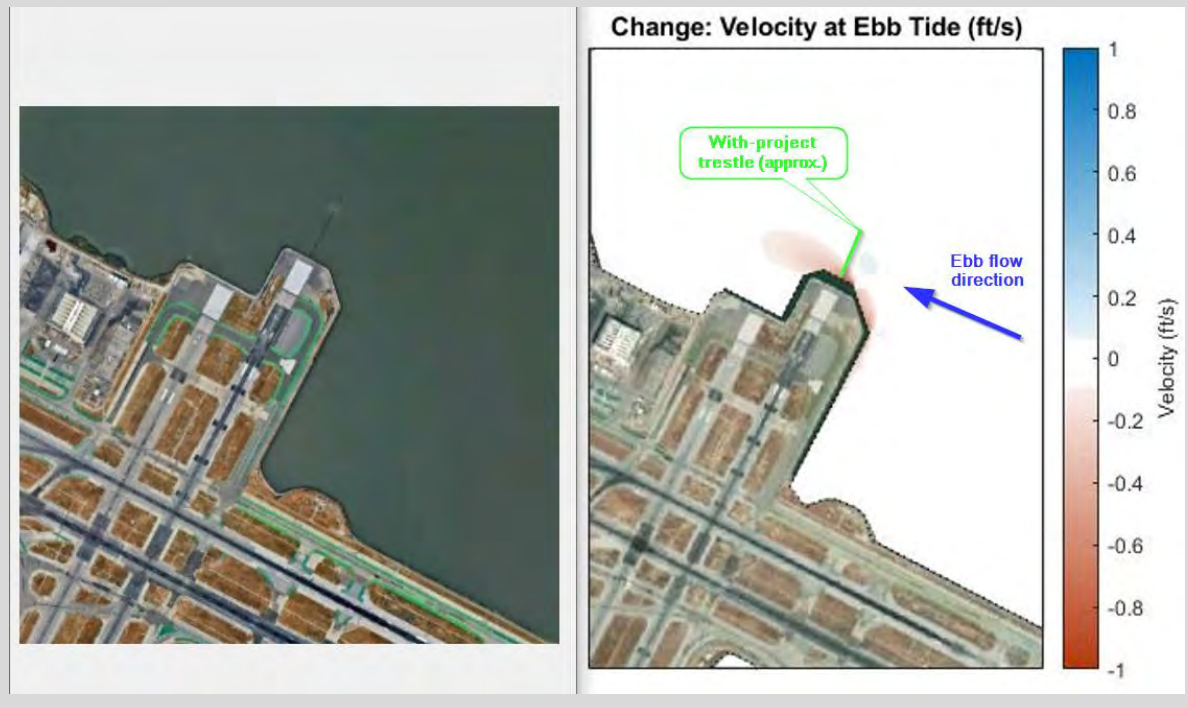 Change: Velocity at Ebb Tide (ft/s)
With-project
trestle (approx.)
Ebb flow
direction
1
0.8
0.6
0.4
0.2
0
-0.2
-0.4
-0.6
-0.8
-1
Velocity (ft/s)